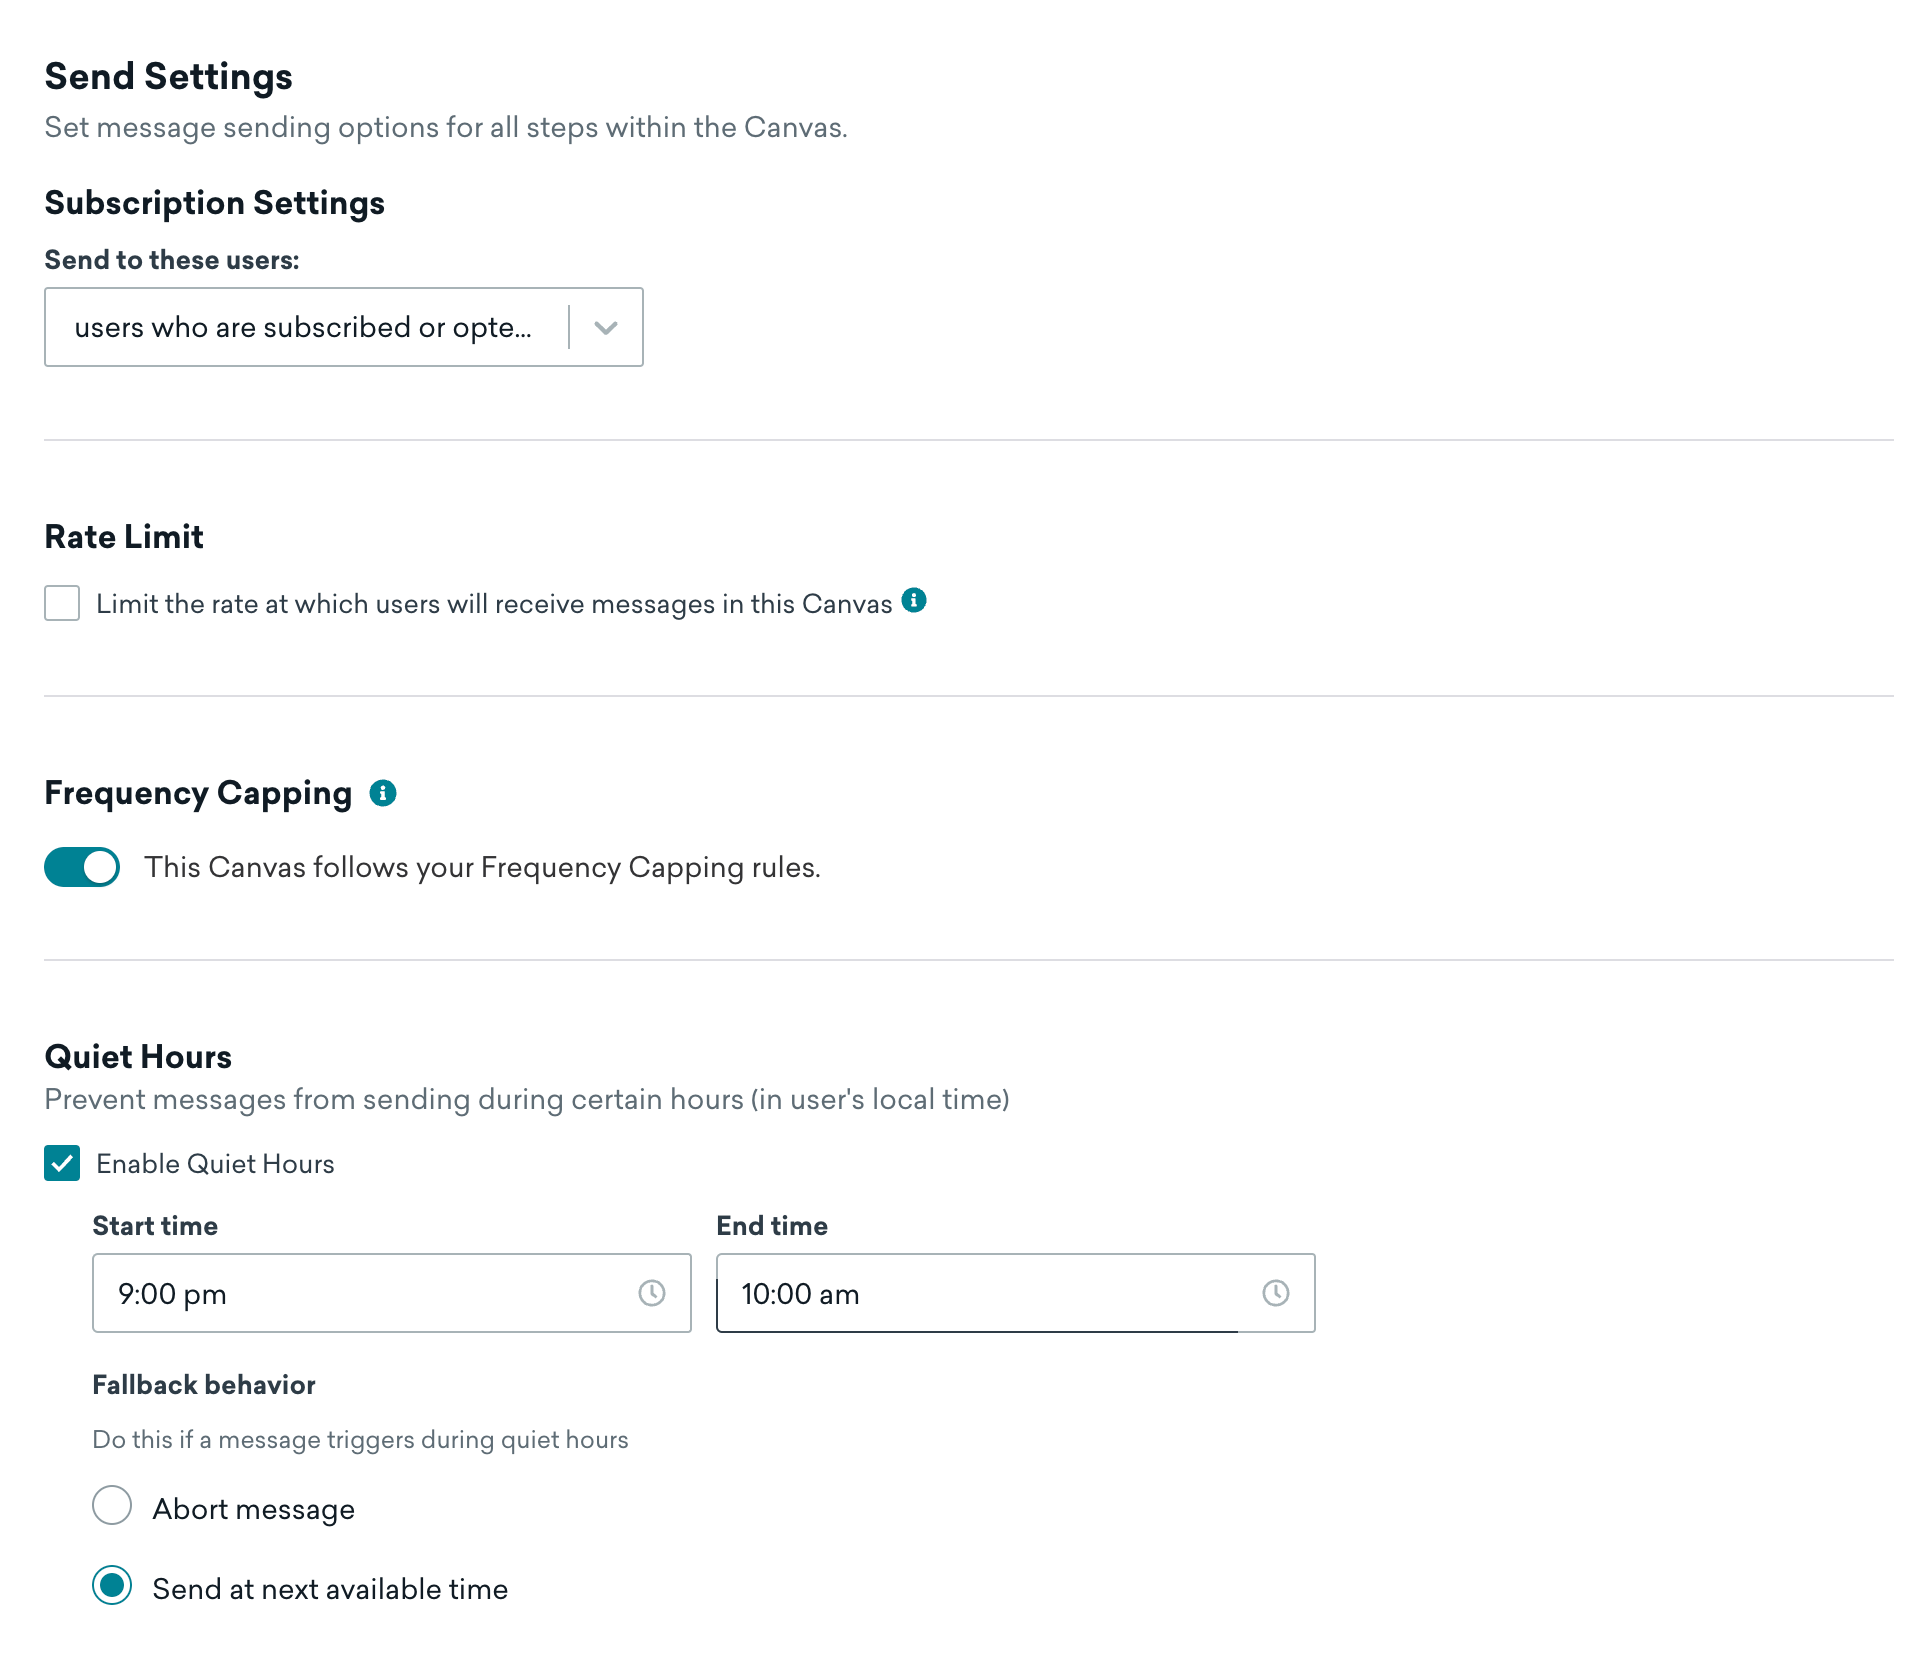 Send Settings
Set message sending options for all steps within the Canvas.
Subscription Settings
Send to these users:
users who are subscribed or opte...
Rate Limit
Limit the rate at which users will receive messages in this Canvas
Frequency Capping
This Canvas follows your Frequency Capping rules.
Quiet Hours
Prevent messages from sending during certain hours (in user's local time)
Enable Quiet Hours
Start time
End time
9:00 pm
10:00 am
Fallback behavior
Do this if a message triggers during quiet hours
Abort message
Send at next available time